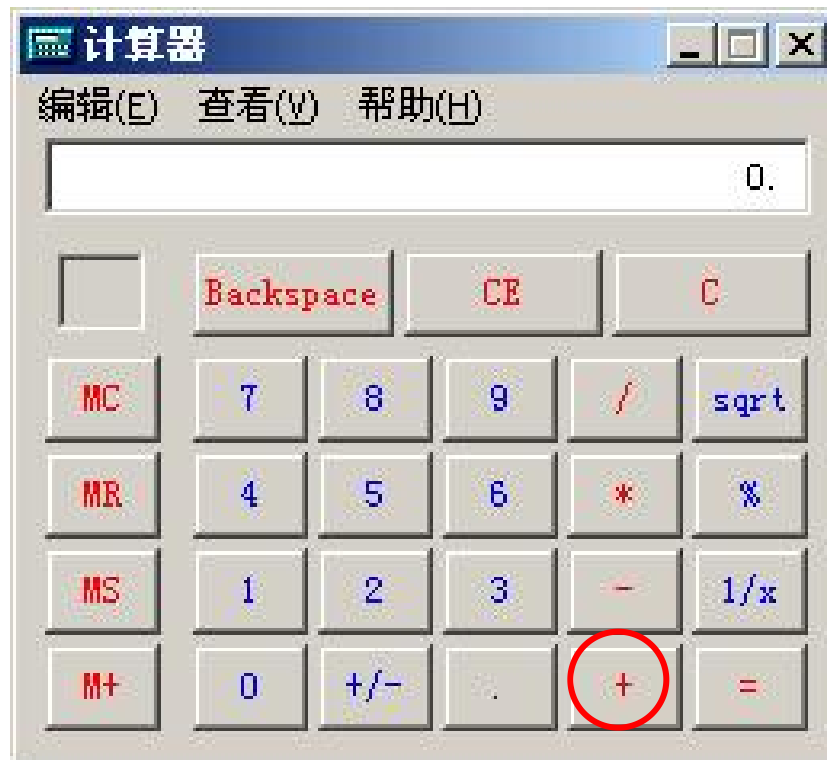 计算器
编辑(E) 查看(V) 帮助(H)
0.
Backspace CE C
MC 7 8 9 / sqrt
MR 4 5 6 * %
MS 1 2 3 - 1/x
M+ 0 +/- . + =